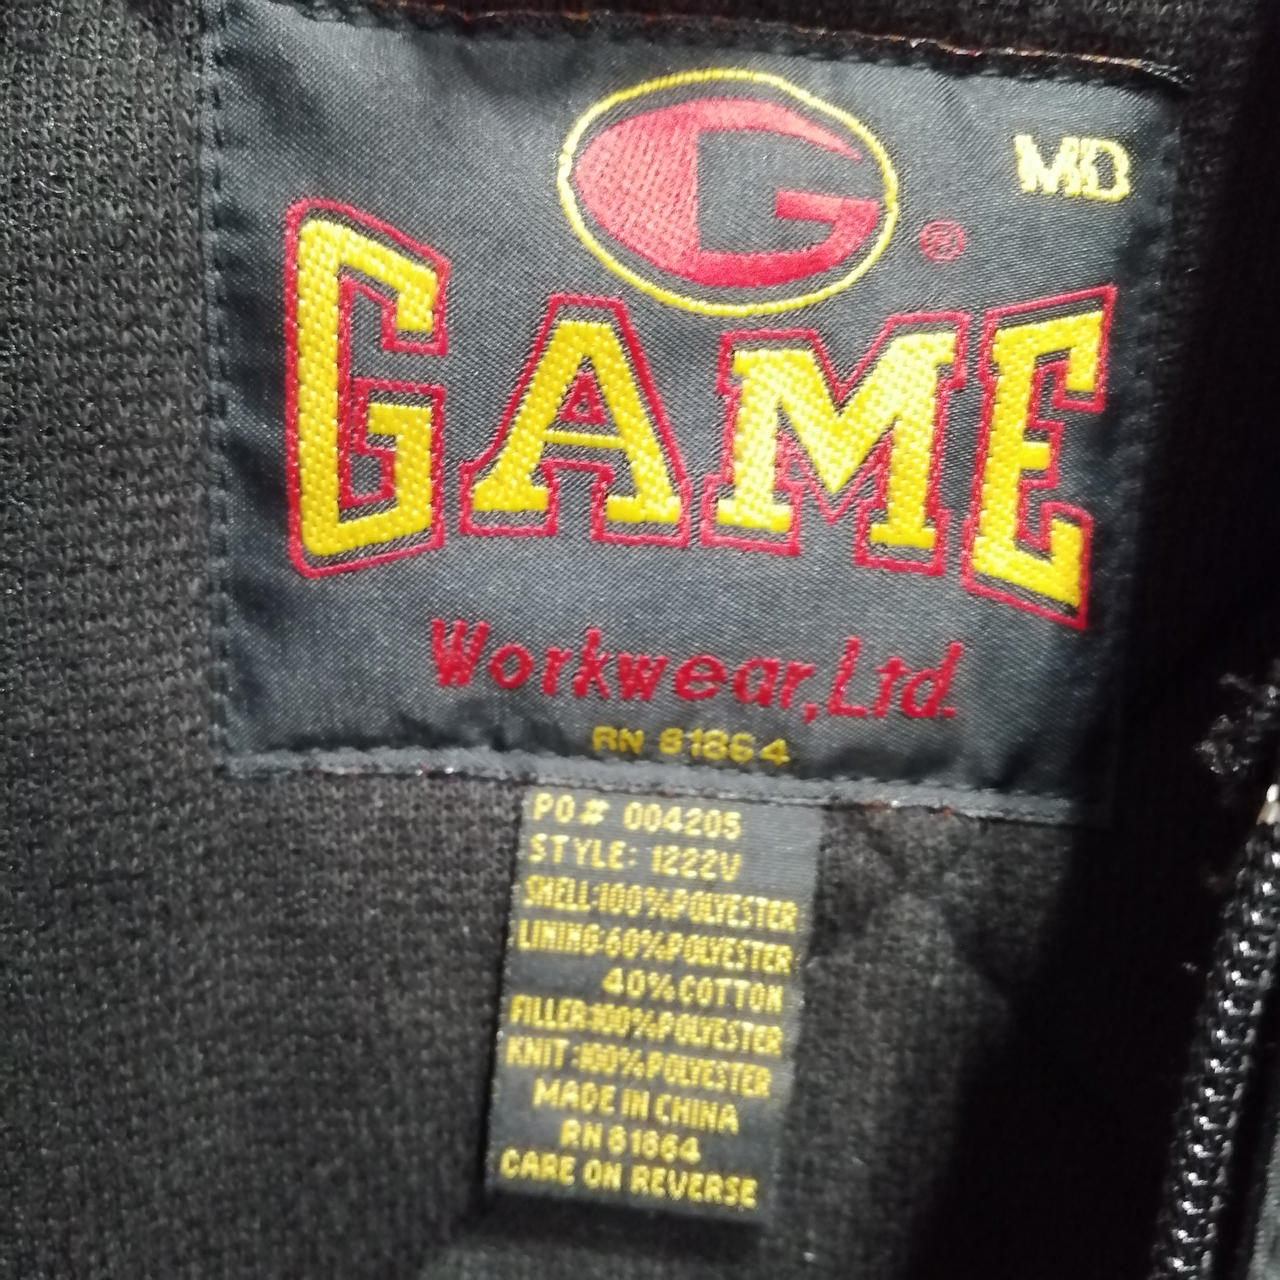 G ® MD
GAME
Workwear,Ltd.
RN 81864
PO.# 004205
STYLE: 1222V
SHELL:100%POLYESTER
LINING:60%POLYESTER
40%COTTON
FILLER:100%POLYESTER
KNIT:100%POLYESTER
MADE IN CHINA
RN 81864
CARE ON REVERSE